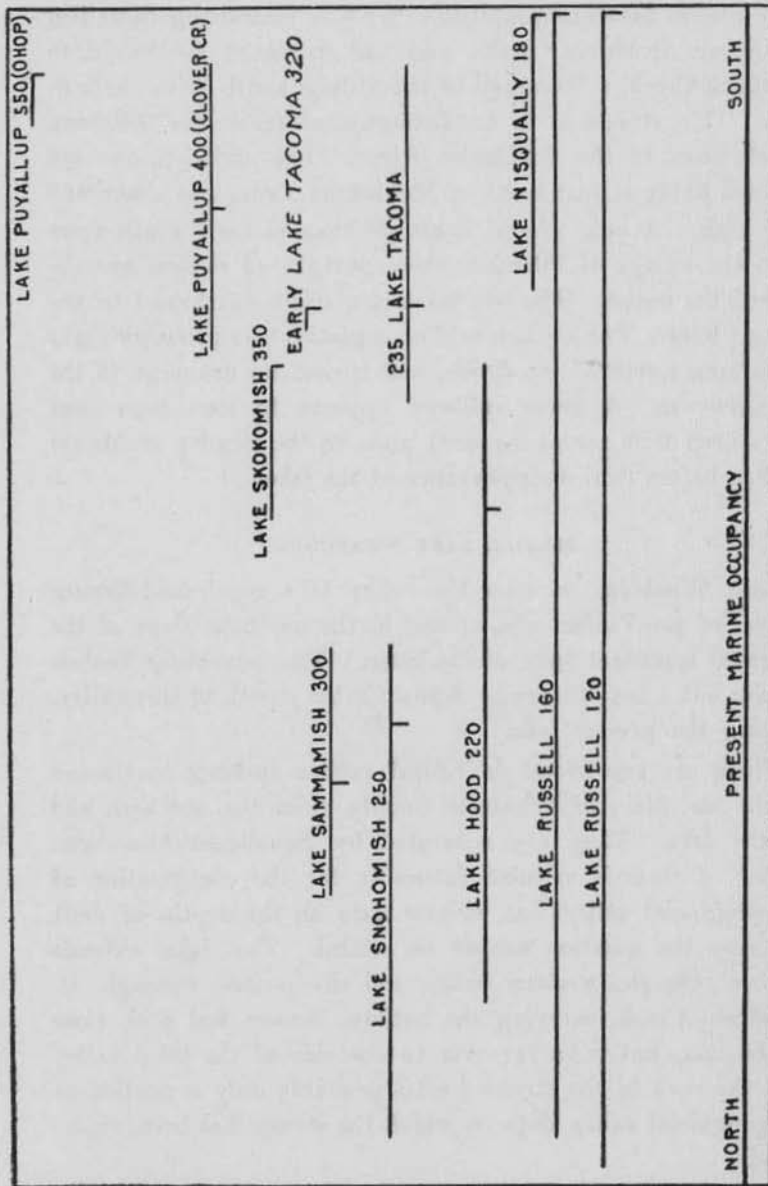 LAKE PUYALLUP 550 (OHOP)
LAKE PUYALLUP 400 (CLOVER CR)
LAKE SKOKOMISH 350
EARLY LAKE TACOMA 320
LAKE SAMMAMISH 300
LAKE SNOHOMISH 250
235 LAKE TACOMA
LAKE HOOD 220
LAKE NISQUALLY 180
LAKE RUSSELL 160
LAKE RUSSELL 120
NORTH PRESENT MARINE OCCUPANCY SOUTH